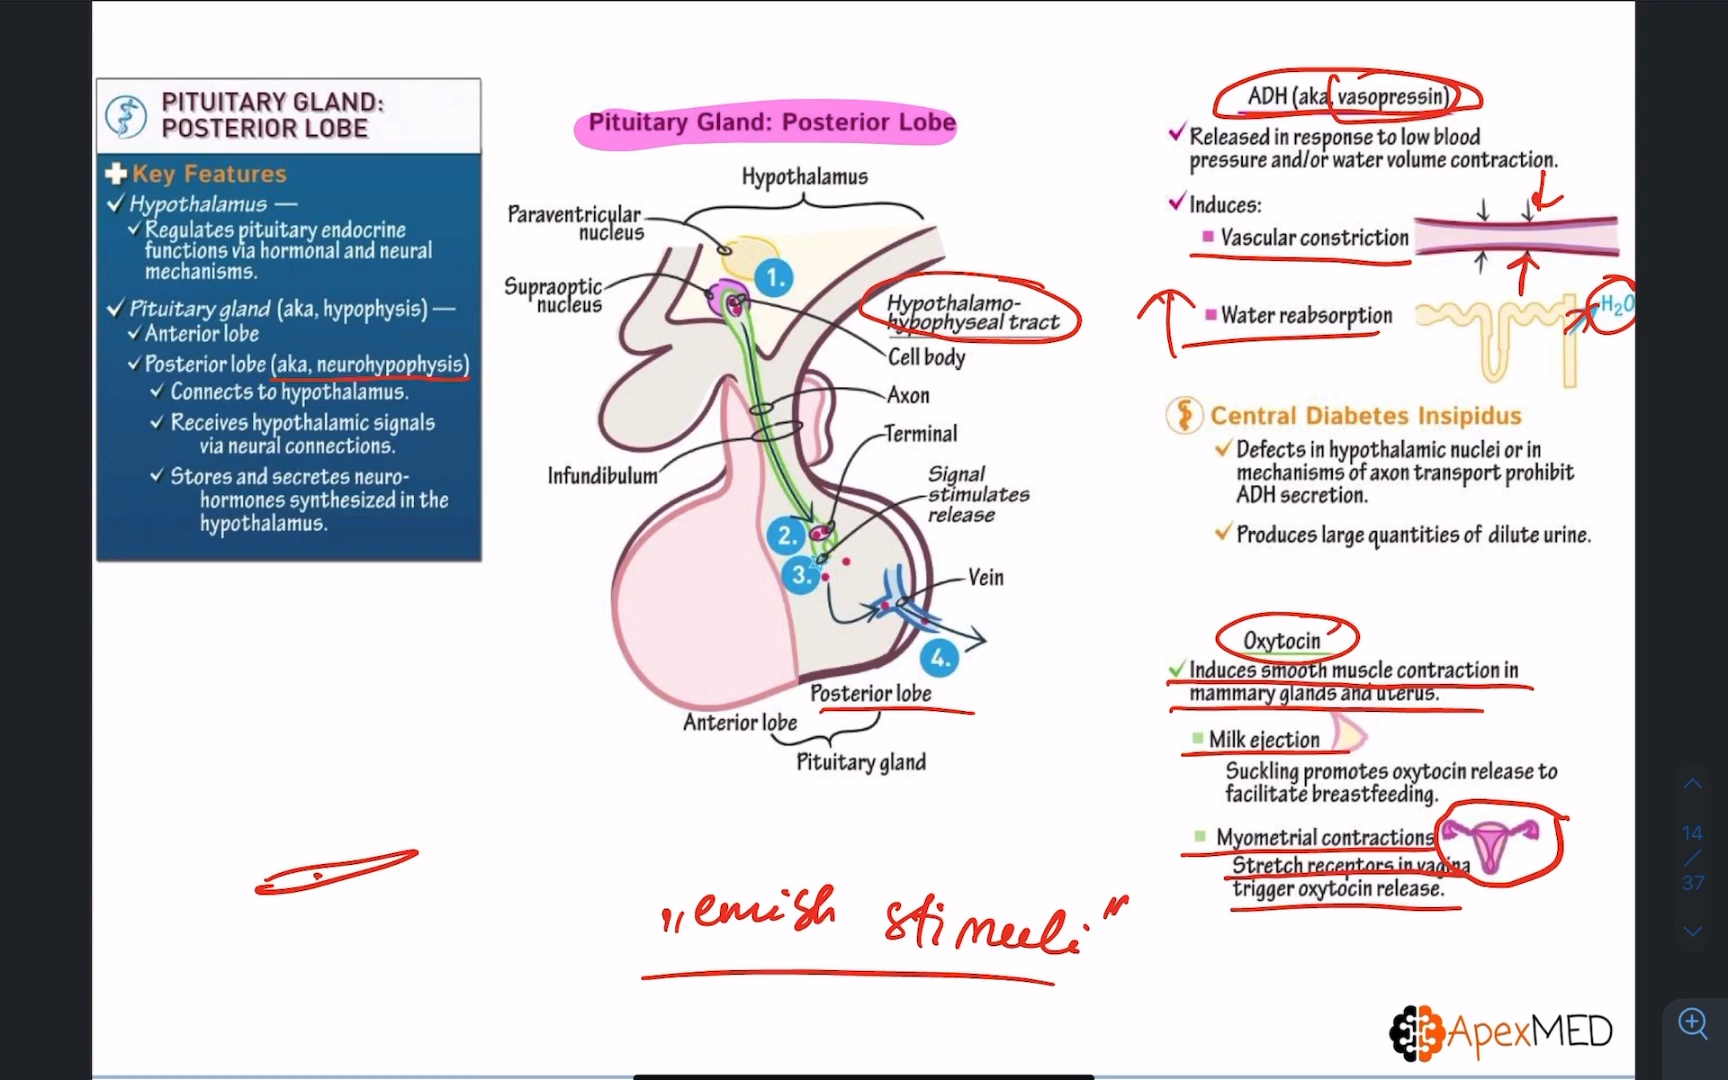 PITUITARY GLAND:
POSTERIOR LOBE
Key Features
Hypothalamus —
Regulates pituitary endocrine
functions via hormonal and neural
mechanisms.
Pituitary gland (aka, hypophysis) —
Anterior lobe
Posterior lobe (aka, neurohypophysis)
Connects to hypothalamus.
Receives hypothalamic signals
via neural connections.
Stores and secretes neuro-
hormones synthesized in the
hypothalamus.
Pituitary Gland: Posterior Lobe
Hypothalamus
Paraventricular
nucleus
1.
Supraoptic
nucleus
Hypothalamo-
hypophyseal tract
Cell body
Axon
Terminal
Infundibulum
Signal
stimulates
release
2.
3.
Vein
4.
Posterior lobe
Anterior lobe
Pituitary gland
ADH (aka, vasopressin)
Released in response to low blood
pressure and/or water volume contraction.
Induces:
Vascular constriction
Water reabsorption
H₂O
Central Diabetes Insipidus
Defects in hypothalamic nuclei or in
mechanisms of axon transport prohibit
ADH secretion.
Produces large quantities of dilute urine.
Oxytocin
Induces smooth muscle contraction in
mammary glands and uterus.
Milk ejection
Suckling promotes oxytocin release to
facilitate breastfeeding.
Myometrial contractions
Stretch receptors in vagina
trigger oxytocin release.
„emish stimuli"
ApexMED
14
/
37